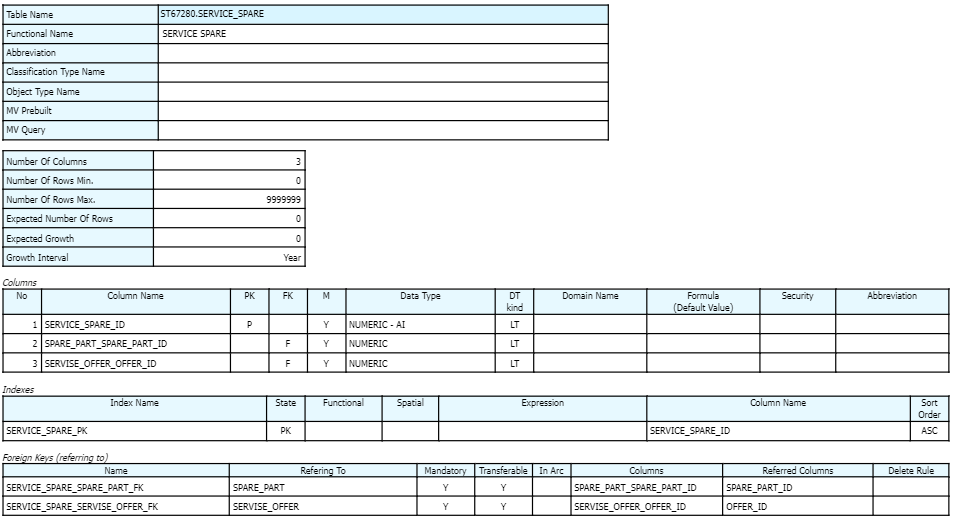 Table Name ST67280.SERVICE_SPARE
Functional Name SERVICE SPARE
Abbreviation
Classification Type Name
Object Type Name
MV Prebuilt
MV Query
Number Of Columns 3
Number Of Rows Min. 0
Number Of Rows Max. 9999999
Expected Number Of Rows 0
Expected Growth 0
Growth Interval Year
Columns
No Column Name PK FK M Data Type DT kind Domain Name Formula (Default Value) Security Abbreviation
1 SERVICE_SPARE_ID P Y NUMERIC - AI LT
2 SPARE_PART_SPARE_PART_ID F Y NUMERIC LT
3 SERVISE_OFFER_OFFER_ID F Y NUMERIC LT
Indexes
Index Name State Functional Spatial Expression Column Name Sort Order
SERVICE_SPARE_PK PK SERVICE_SPARE_ID ASC
Foreign Keys (referring to)
Name Refering To Mandatory Transferable In Arc Columns Referred Columns Delete Rule
SERVICE_SPARE_SPARE_PART_FK SPARE_PART Y Y SPARE_PART_SPARE_PART_ID SPARE_PART_ID
SERVICE_SPARE_SERVISE_OFFER_FK SERVISE_OFFER Y Y SERVISE_OFFER_OFFER_ID OFFER_ID